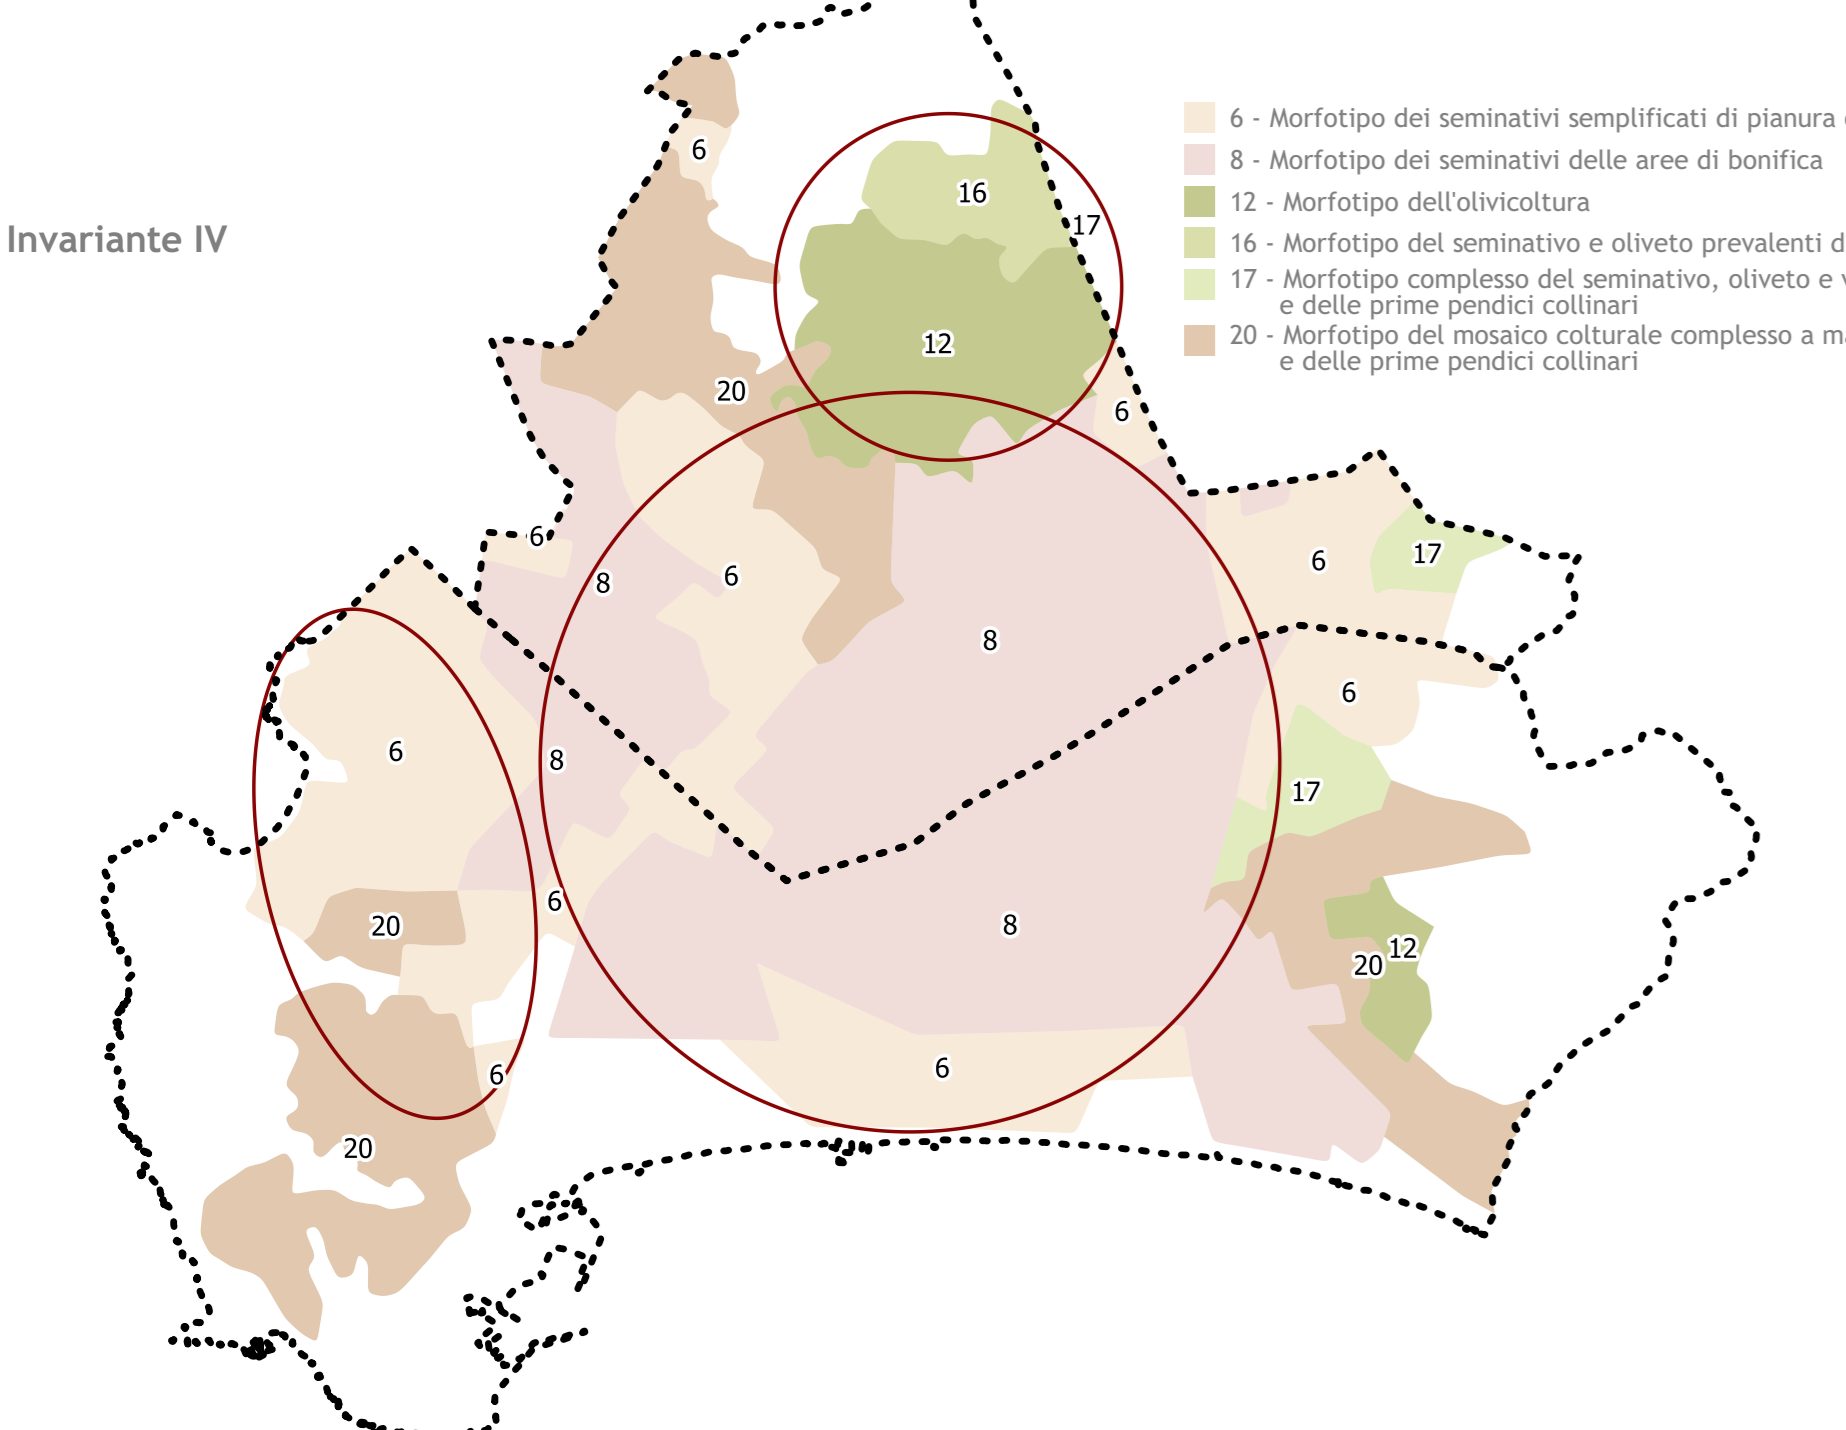 Invariante IV
6 - Morfotipo dei seminativi semplificati di pianura
8 - Morfotipo dei seminativi delle aree di bonifica
12 - Morfotipo dell'olivicoltura
16 - Morfotipo del seminativo e oliveto prevalenti
17 - Morfotipo complesso del seminativo, oliveto e
e delle prime pendici collinari
20 - Morfotipo del mosaico colturale complesso a
e delle prime pendici collinari
6
16
17
12
20
6
6
8
6
6
17
8
6
6
8
17
6
20
8
12
20
6
6
20